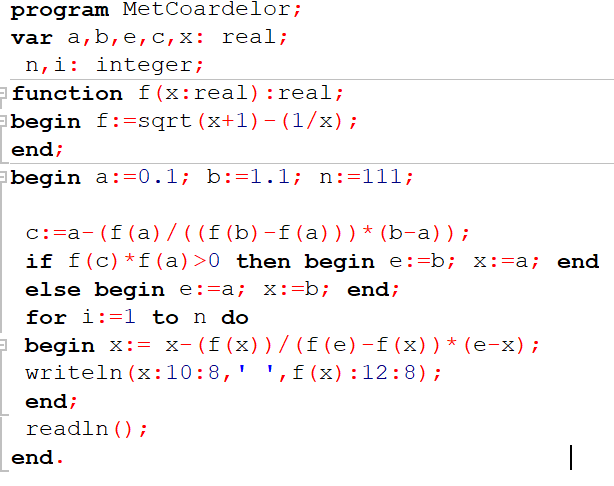 program MetCoardelor;
var a,b,e,c,x: real;
n,i: integer;
function f(x:real):real;
begin f:=sqrt(x+1)-(1/x);
end;
begin a:=0.1; b:=1.1; n:=111;
c:=a-(f(a)/((f(b)-f(a)))*(b-a));
if f(c)*f(a)>0 then begin e:=b; x:=a; end
else begin e:=a; x:=b; end;
for i:=1 to n do
begin x:= x-(f(x))/(f(e)-f(x))*(e-x);
writeln(x:10:8,' ',f(x):12:8);
end;
readln();
end.